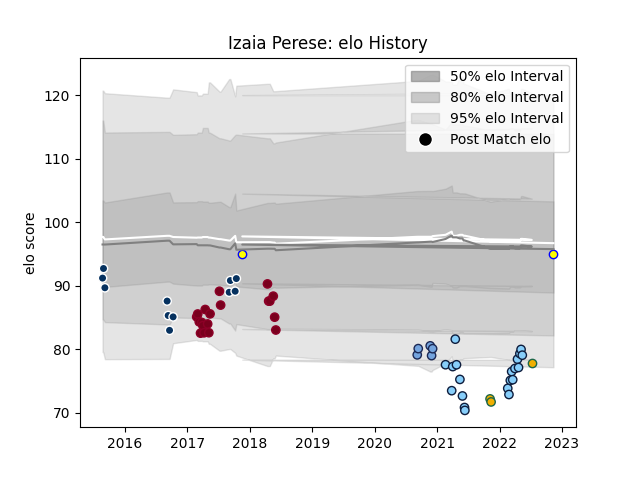 Izaia Perese: elo History
50% elo Interval
80% elo Interval
95% elo Interval
Post Match elo
elo score
120
110
100
90
80
70
2016 2017 2018 2019 2020 2021 2022 2023